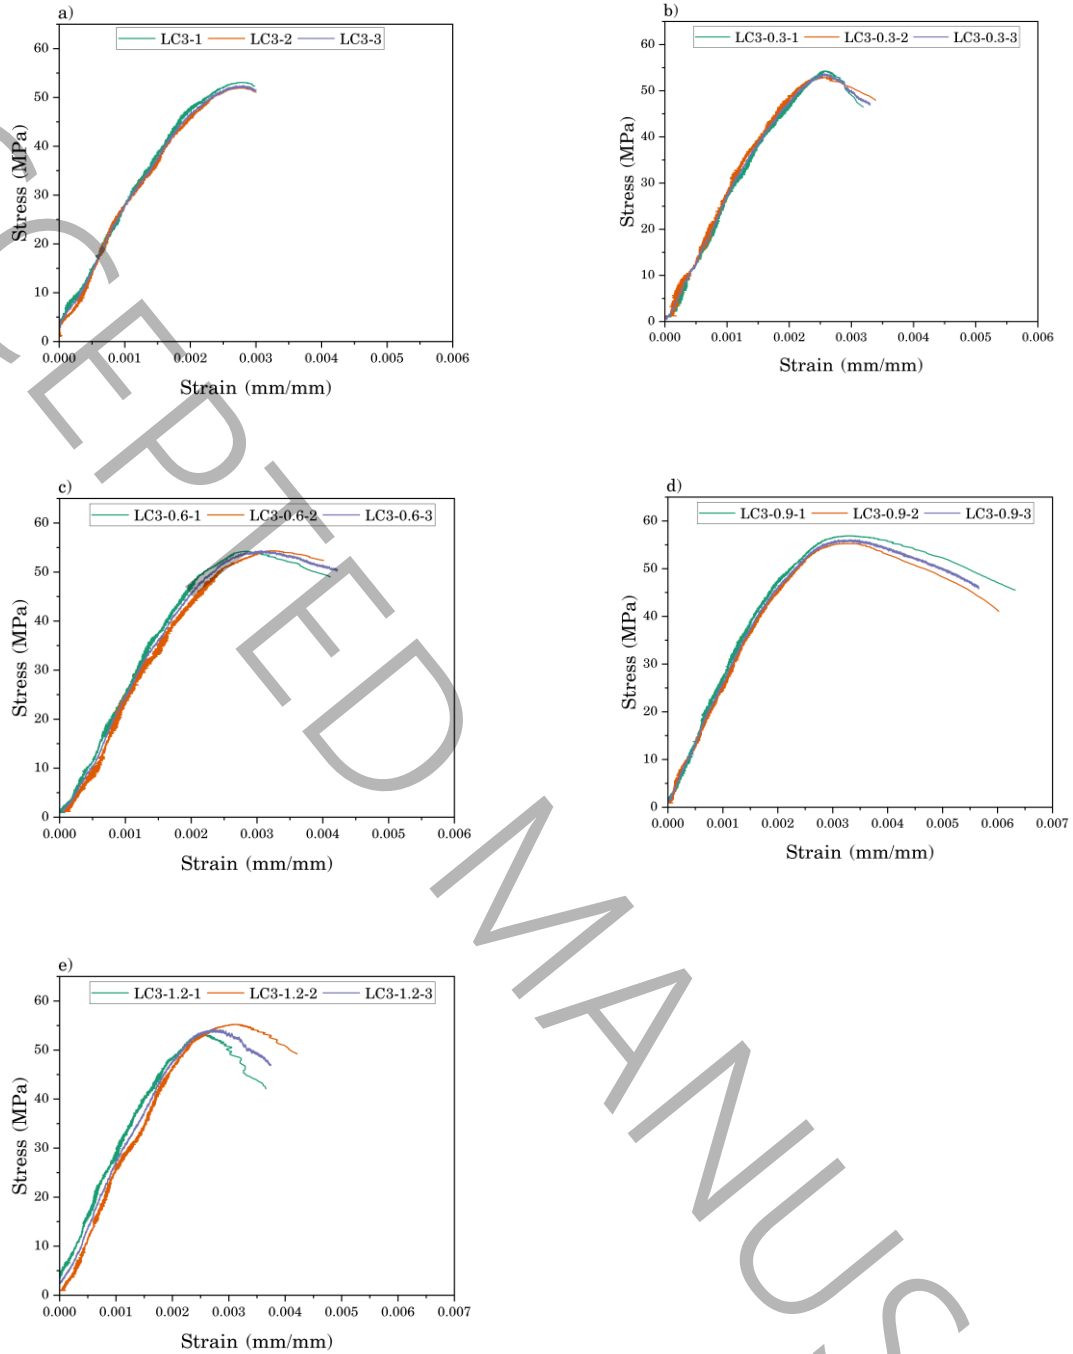 a)
LC3-1 LC3-2 LC3-3
60
50
40
30
20
10
0
Stress (MPa)
0.000 0.001 0.002 0.003 0.004 0.005 0.006
Strain (mm/mm)
b)
LC3-0.3-1 LC3-0.3-2 LC3-0.3-3
60
50
40
30
20
10
0
Stress (MPa)
0.000 0.001 0.002 0.003 0.004 0.005 0.006
Strain (mm/mm)
c)
LC3-0.6-1 LC3-0.6-2 LC3-0.6-3
60
50
40
30
20
10
0
Stress (MPa)
0.000 0.001 0.002 0.003 0.004 0.005 0.006
Strain (mm/mm)
d)
LC3-0.9-1 LC3-0.9-2 LC3-0.9-3
60
50
40
30
20
10
0
Stress (MPa)
0.000 0.001 0.002 0.003 0.004 0.005 0.006 0.007
Strain (mm/mm)
e)
LC3-1.2-1 LC3-1.2-2 LC3-1.2-3
60
50
40
30
20
10
0
Stress (MPa)
0.000 0.001 0.002 0.003 0.004 0.005 0.006 0.007
Strain (mm/mm)
CCEPTED MANUS